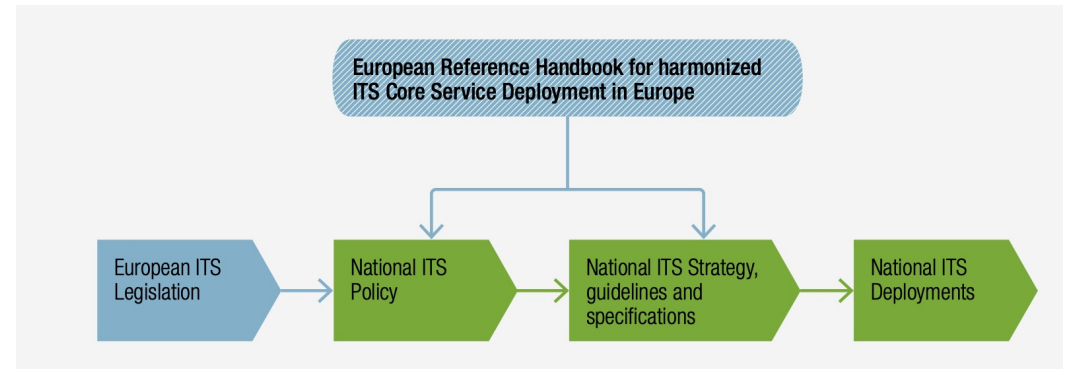 European Reference Handbook for harmonized
ITS Core Service Deployment in Europe
European ITS
Legislation
National ITS
Policy
National ITS Strategy,
guidelines and
specifications
National ITS
Deployments